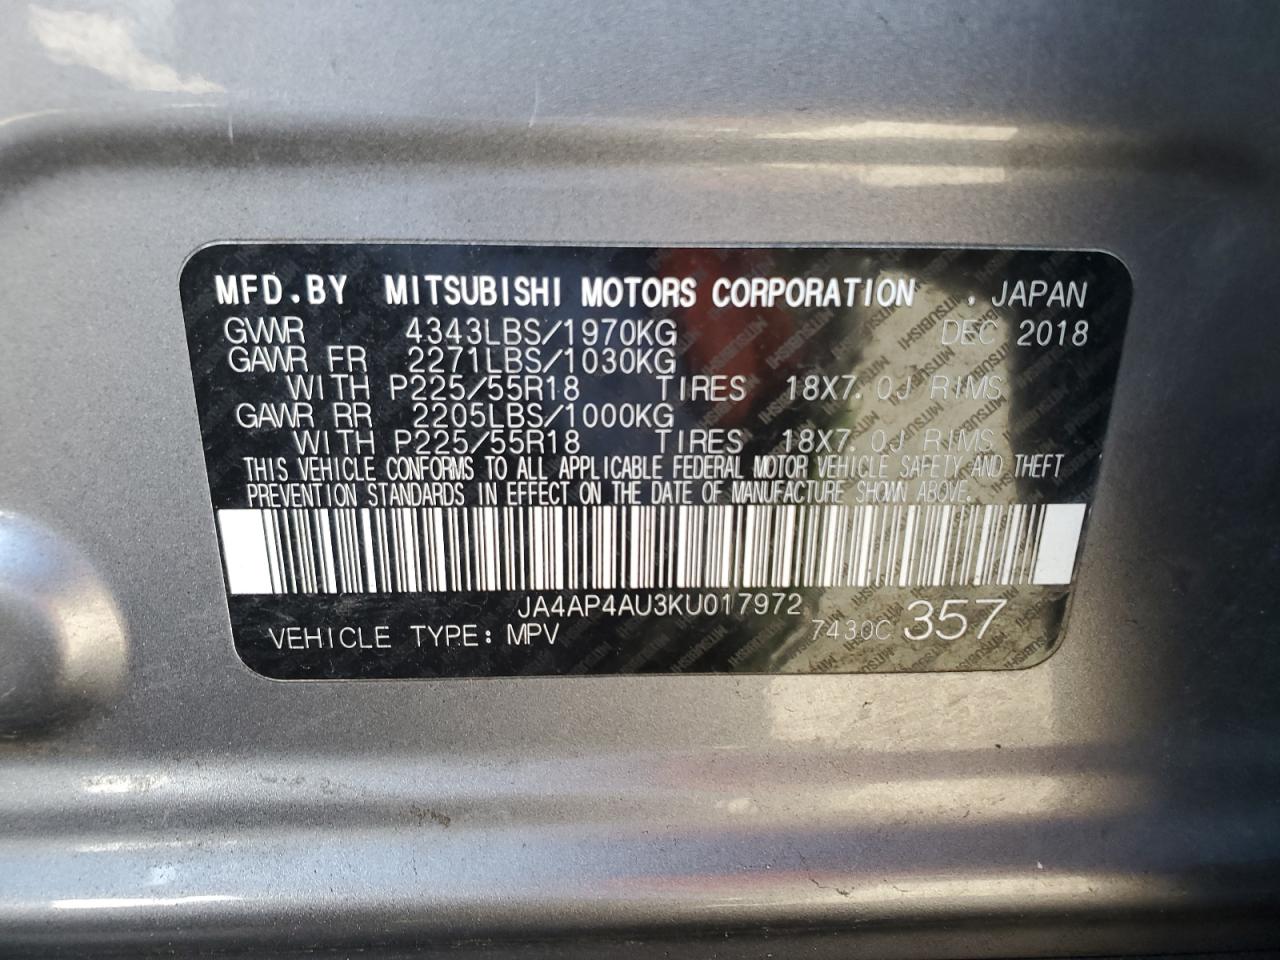 MFD.BY MITSUBISHI MOTORS CORPORATION . JAPAN
GVWR 4343LBS/1970KG DEC 2018
GAWR FR 2271LBS/1030KG
WITH P225/55R18 TIRES 18X7.0J RIMS
GAWR RR 2205LBS/1000KG
WITH P225/55R18 TIRES 18X7.0J RIMS
THIS VEHICLE CONFORMS TO ALL APPLICABLE FEDERAL MOTOR VEHICLE SAFETY AND THEFT
PREVENTION STANDARDS IN EFFECT ON THE DATE OF MANUFACTURE SHOWN ABOVE.
JA4AP4AU3KU017972
VEHICLE TYPE: MPV 7430C 357